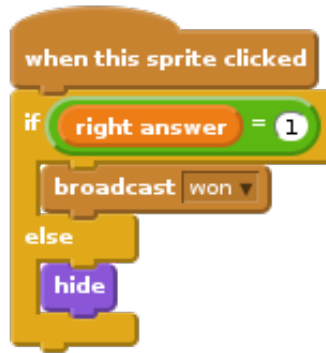 when this sprite clicked
if right answer = 1
broadcast won
else
hide